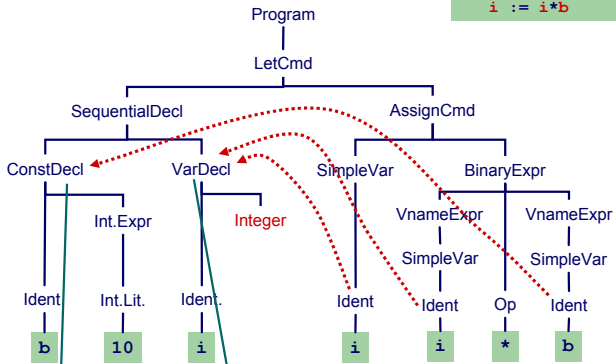 Program
i := i*b
LetCmd
SequentialDecl AssignCmd
ConstDecl VarDecl SimpleVar BinaryExpr
Int.Expr Integer VnameExpr VnameExpr
SimpleVar SimpleVar
Ident Int.Lit. Ident. Ident Ident Op Ident
b 10 i i i * b